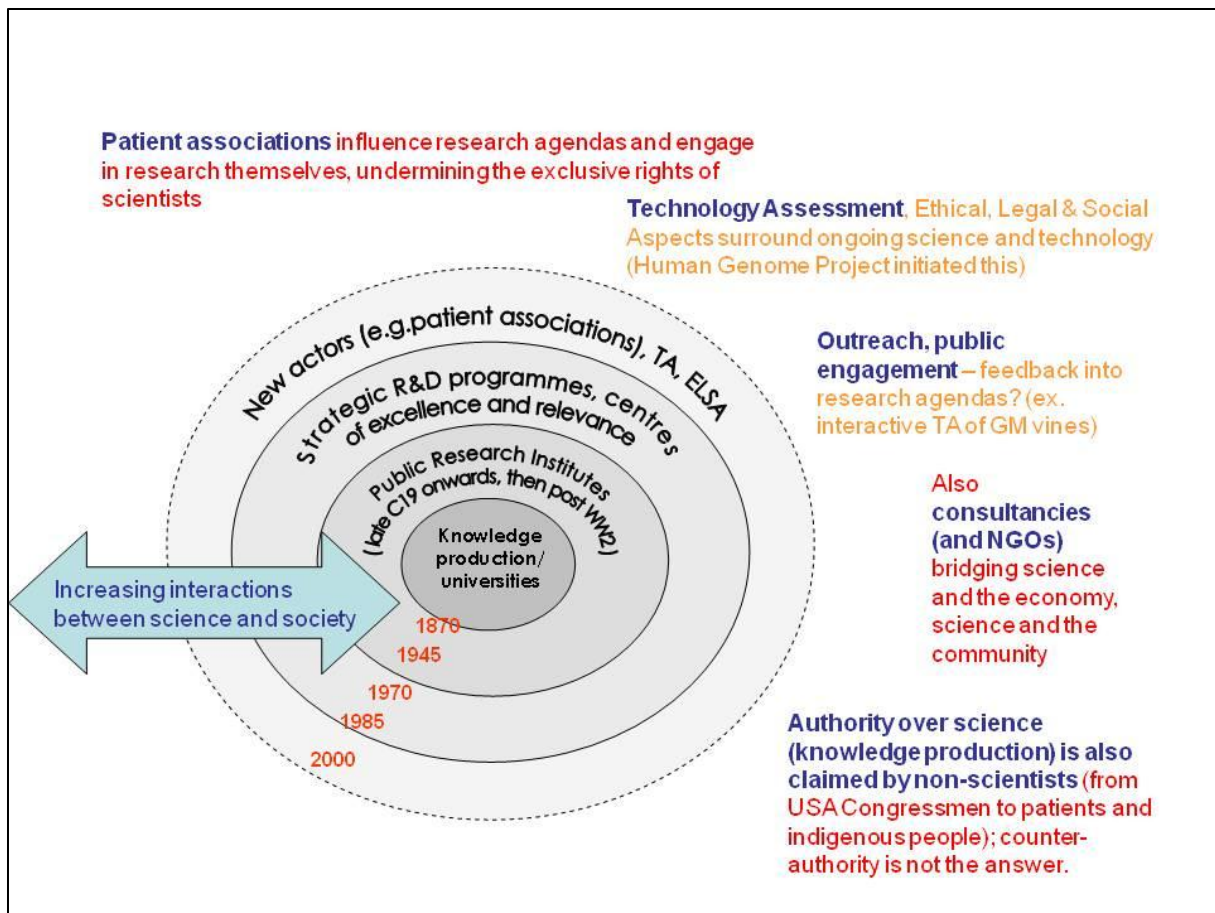 Patient associations influence research agendas and engage
in research themselves, undermining the exclusive rights of
scientists
Technology Assessment, Ethical, Legal & Social
Aspects surround ongoing science and technology
(Human Genome Project initiated this)
New actors (e.g.patient associations), TA, ELSA
Strategic R&D programmes, centres
of excellence and relevance
Public Research Institutes
(late C19 onwards, then post WW2)
Knowledge
production/
universities
Increasing interactions
between science and society
1870
1945
1970
1985
2000
Outreach, public
engagement – feedback into
research agendas? (ex.
interactive TA of GM vines)
Also
consultancies
(and NGOs)
bridging science
and the economy,
science and the
community
Authority over science
(knowledge production) is also
claimed by non-scientists (from
USA Congressmen to patients and
indigenous people); counter-
authority is not the answer.